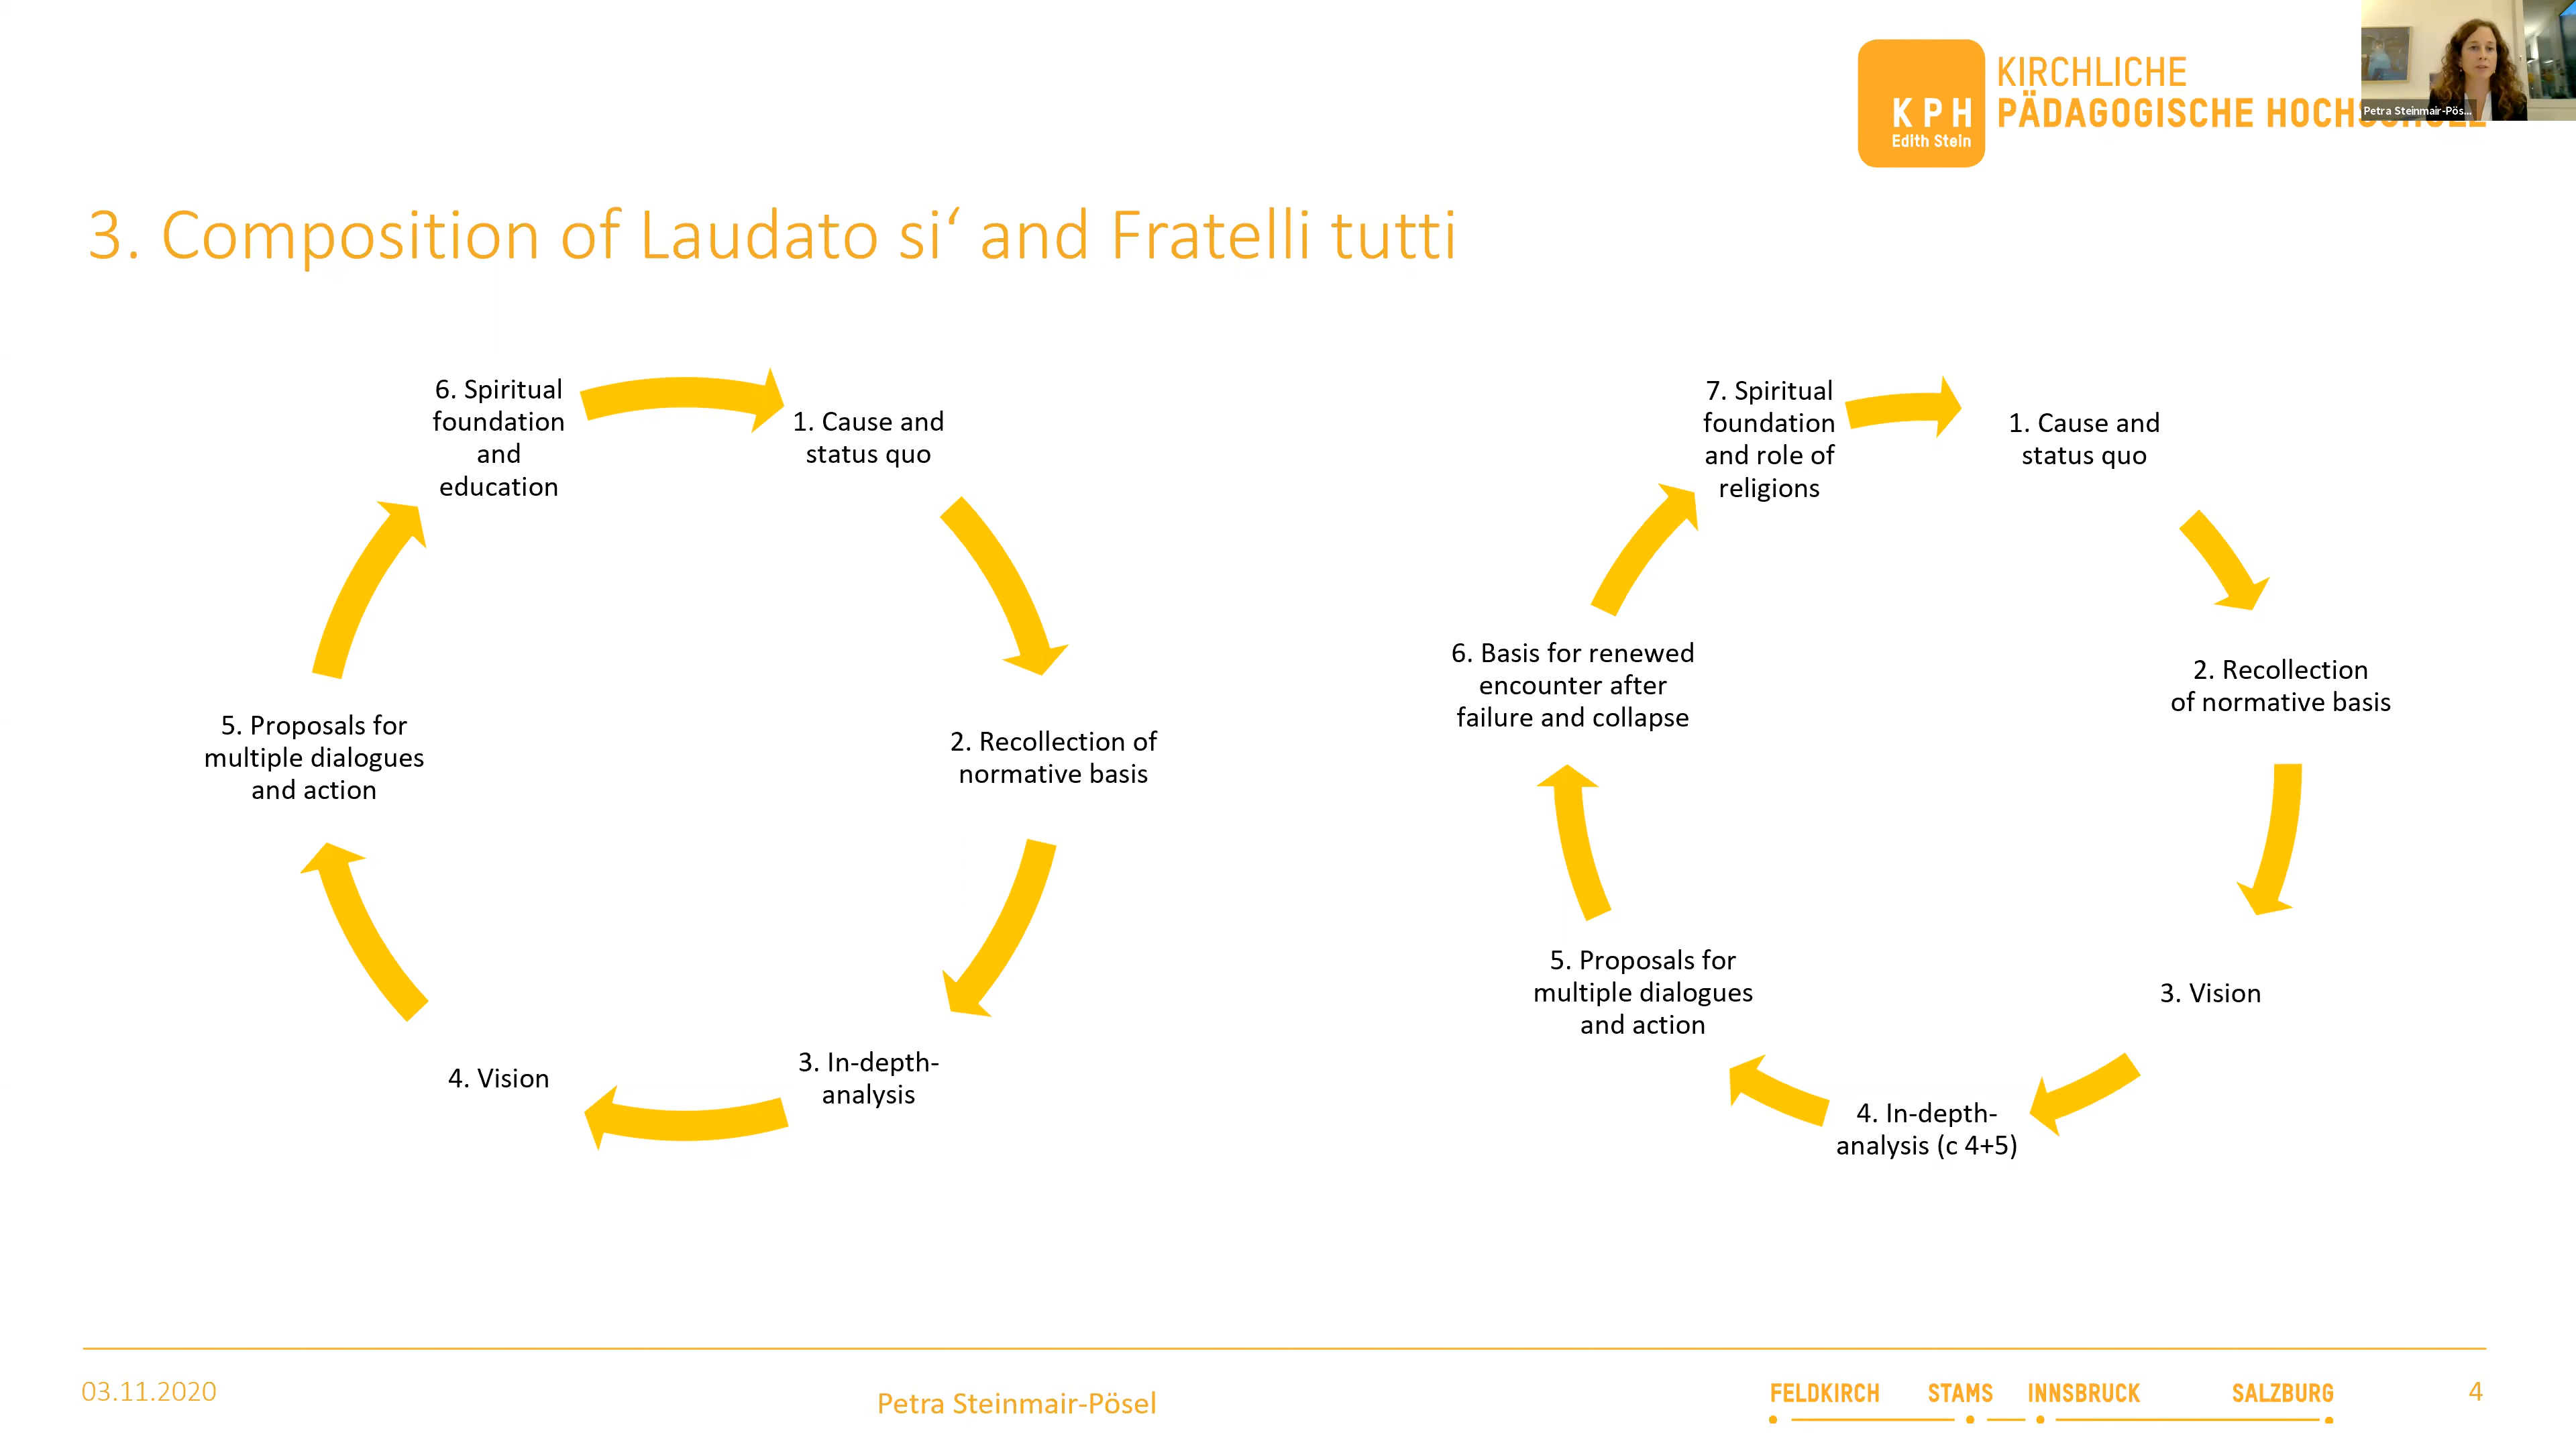 KIRCHLICHE
KPH PÄDAGOGISCHE
Edith Stein
Petra Steinmair-Pös...
3. Composition of Laudato si‘ and Fratelli tutti
6. Spiritual
foundation
and
education
1. Cause and
status quo
2. Recollection of
normative basis
3. In-depth-
analysis
4. Vision
5. Proposals for
multiple dialogues
and action
7. Spiritual
foundation
and role of
religions
1. Cause and
status quo
2. Recollection
of normative basis
3. Vision
4. In-depth-
analysis (c 4+5)
5. Proposals for
multiple dialogues
and action
6. Basis for renewed
encounter after
failure and collapse
03.11.2020
Petra Steinmair-Pösel
FELDKIRCH STAMS INNSBRUCK SALZBURG
4